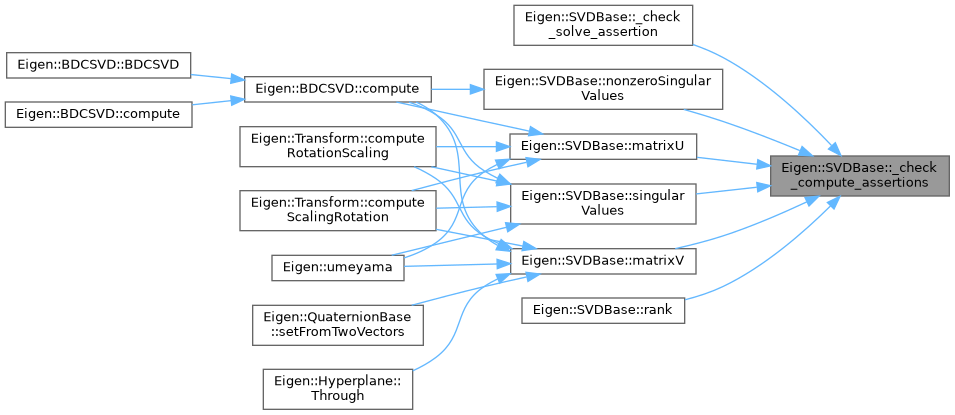 Eigen::SVDBase::_check
_solve_assertion
Eigen::BDCSVD::BDCSVD
Eigen::BDCSVD::compute
Eigen::SVDBase::nonzeroSingular
Values
Eigen::BDCSVD::compute
Eigen::Transform::compute
RotationScaling
Eigen::SVDBase::matrixU
Eigen::SVDBase::_check
_compute_assertions
Eigen::Transform::compute
ScalingRotation
Eigen::SVDBase::singular
Values
Eigen::umeyama
Eigen::SVDBase::matrixV
Eigen::QuaternionBase
::setFromTwoVectors
Eigen::SVDBase::rank
Eigen::Hyperplane::
Through